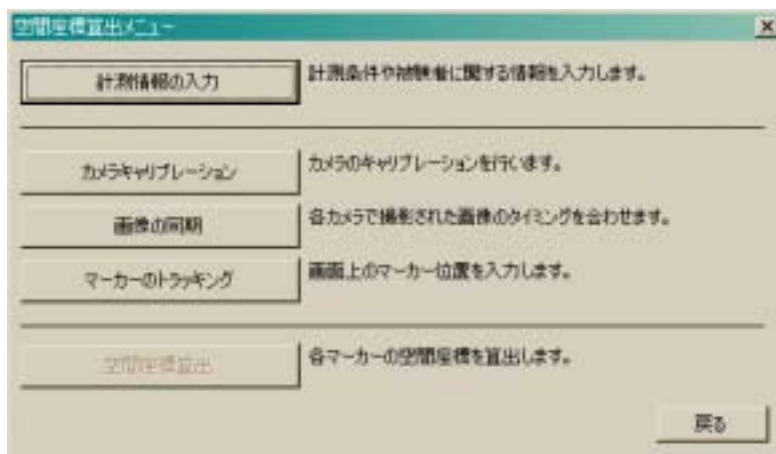 空間座標算出メニュー
計測情報の入力
計測条件や被験者に関する情報を入力します。
カメラキャリブレーション
カメラのキャリブレーションを行います。
画像の同期
各カメラで撮影された画像のタイミングを合わせます。
マーカーのトラッキング
画面上のマーカー位置を入力します。
空間座標算出
各マーカーの空間座標を算出します。
戻る